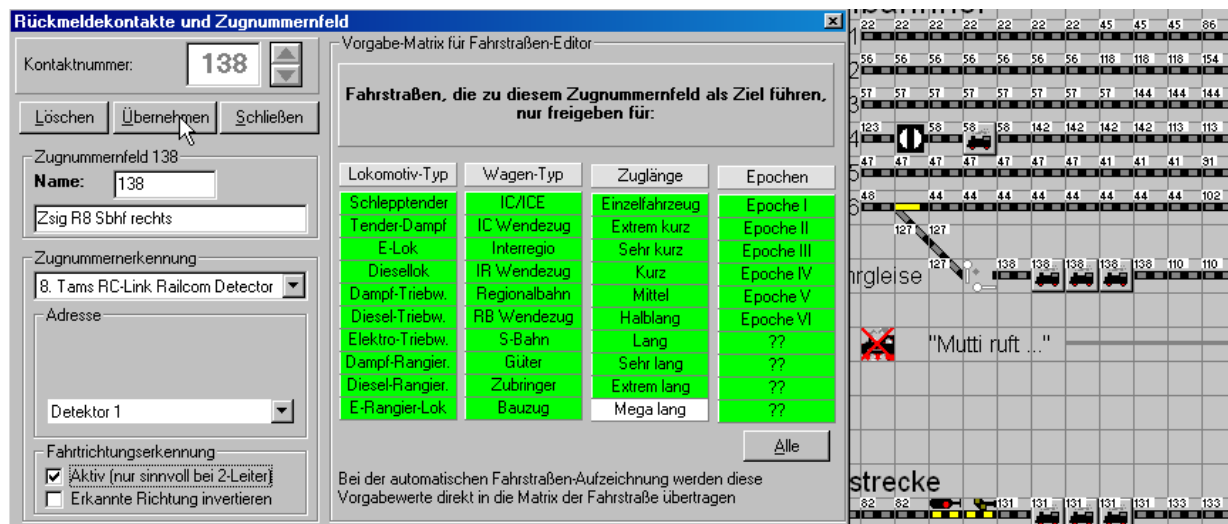 Rückmeldekontakte und Zugnummernfeld
Kontaktnummer: 138
Löschen Übernehmen Schließen
Zugnummernfeld 138
Name: 138
Zsig R8 Sbhf rechts
Zugnummernerkennung
8. Tams RC-Link Railcom Detector
Adresse
Detektor 1
Fahrtrichtungserkennung
Aktiv (nur sinnvoll bei 2-Leiter)
Erkannte Richtung invertieren
Vorgabe-Matrix für Fahrstraßen-Editor
Fahrstraßen, die zu diesem Zugnummernfeld als Ziel führen,
nur freigeben für:
Lokomotiv-Typ Wagen-Typ Zuglänge Epochen
Schlepptender IC/ICE Einzelfahrzeug Epoche I
Tender-Dampf IC Wendezug Extrem kurz Epoche II
E-Lok Interregio Sehr kurz Epoche III
Diesellok IR Wendezug Kurz Epoche IV
Dampf-Triebw. Regionalbahn Mittel Epoche V
Diesel-Triebw. RB Wendezug Halblang Epoche VI
Elektro-Triebw. S-Bahn Lang ??
Dampf-Rangier. Güter Sehr lang ??
Diesel-Rangier. Zubringer Extrem lang ??
E-Rangier-Lok Bauzug Mega lang ??
Alle
Bei der automatischen Fahrstraßen-Aufzeichnung werden diese
Vorgabewerte direkt in die Matrix der Fahrstraße übertragen
22 22 22 22 22 22 45 45 45 86
56 56 56 56 56 56 118 118 118 154
57 57 57 57 57 57 57 144 144 144 144
123 58 58 58 142 142 142 142 113 113
47 47 47 47 47 47 47 41 41 41 31
48 44 44 44 44 44 44 44 44 102
127 127
hrgleise 127 138 138 138 138 138 110 110
"Mutti ruft ..."
strecke
82 82 131 131 131 131 131 133 133